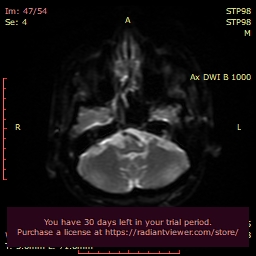 Im: 47/54
Se: 4
A
STP98
STP98
M
Ax DWI B 1000
R
L
You have 30 days left in your trial period.
Purchase a license at https://radiantviewer.com/store/